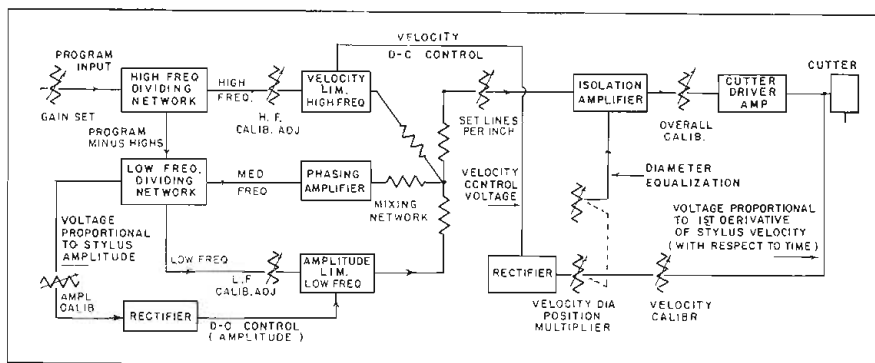 PROGRAM
INPUT
GAIN SET
HIGH FREQ
DIVIDING
NETWORK
HIGH
FREQ.
H. F.
CALIB. ADJ
VELOCITY
LIM.
HIGH FREQ
VELOCITY
D-C CONTROL
SET LINES
PER INCH
ISOLATION
AMPLIFIER
OVERALL
CALIB.
CUTTER
DRIVER
AMP
CUTTER
PROGRAM
MINUS HIGHS
LOW FREQ.
DIVIDING
NETWORK
MED
FREQ
PHASING
AMPLIFIER
MIXING
NETWORK
VELOCITY
CONTROL
VOLTAGE
DIAMETER
EQUALIZATION
VOLTAGE
PROPORTIONAL
TO STYLUS
AMPLITUDE
VOLTAGE PROPORTIONAL
TO 1ST DERIVATIVE
OF STYLUS VELOCITY
(WITH RESPECT TO TIME)
LOW FREQ
L.F
CALIB.ADJ
AMPLITUDE
LIM.
LOW FREQ
AMPL
CALIB
RECTIFIER
D-C CONTROL
(AMPLITUDE)
RECTIFIER
VELOCITY DIA
POSITION
MULTIPLIER
VELOCITY
CALIBR